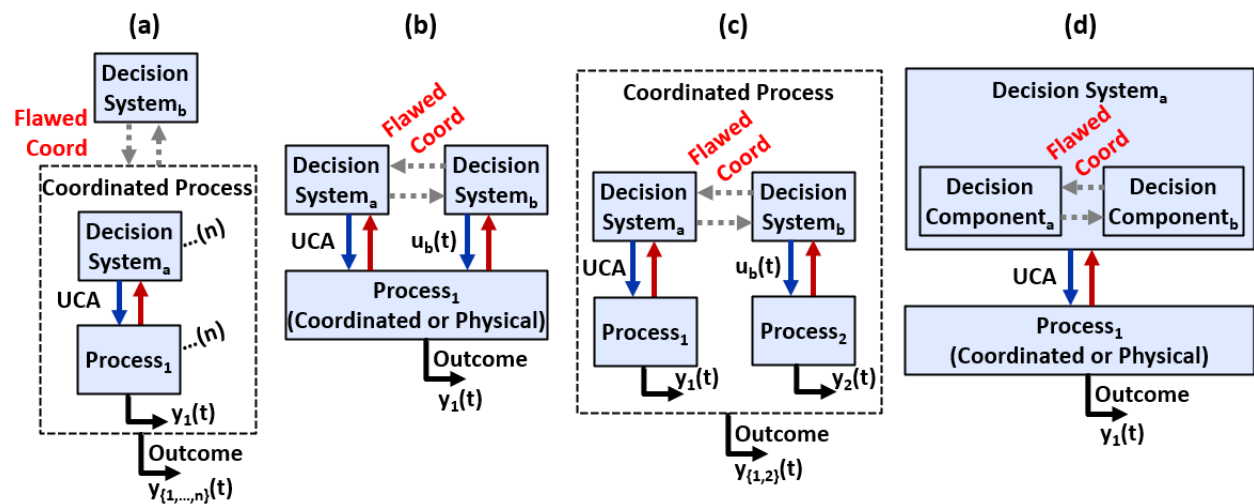 (a)
Decision
System_b
Flawed
Coord
Coordinated Process
Decision
System_a
...(n)
UCA
Process_1
...(n)
y_1(t)
Outcome
y_{1,...,n}(t)
(b)
Flawed
Coord
Decision
System_a
Decision
System_b
UCA
u_b(t)
Process_1
(Coordinated or Physical)
Outcome
y_1(t)
(c)
Coordinated Process
Flawed
Coord
Decision
System_a
Decision
System_b
UCA
u_b(t)
Process_1
Process_2
y_1(t)
y_2(t)
Outcome
y_{1,2}(t)
(d)
Decision System_a
Flawed
Coord
Decision
Component_a
Decision
Component_b
UCA
Process_1
(Coordinated or Physical)
Outcome
y_1(t)